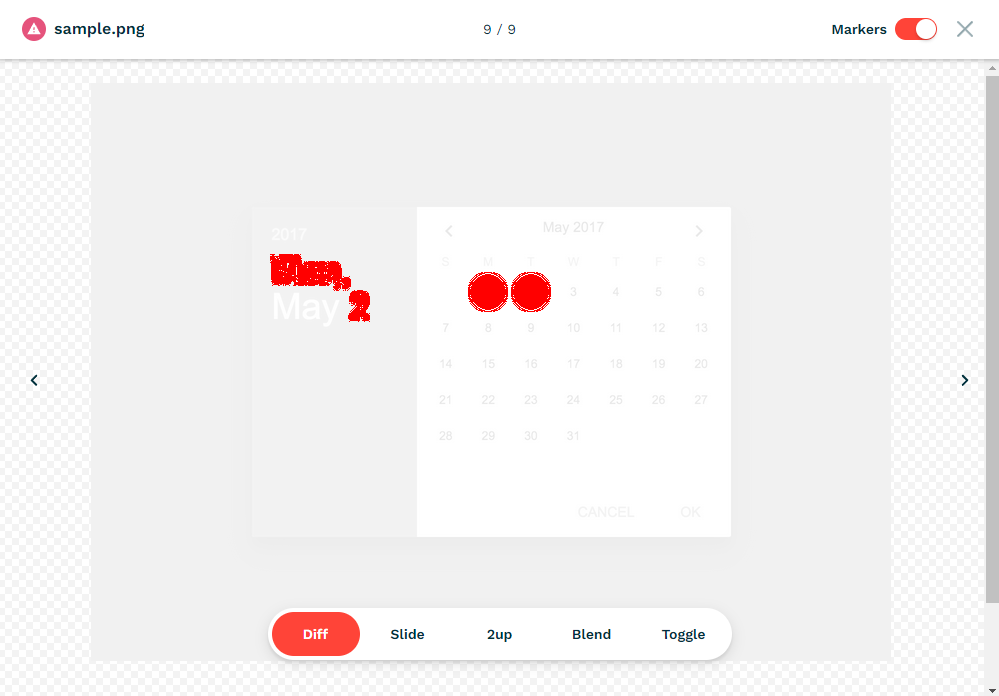 sample.png
9 / 9
Markers
2017
May
May 2017
S M W T F S
3 4 5 6
7 8 9 10 11 12 13
14 15 16 17 18 19 20
21 22 23 24 25 26 27
28 29 30 31
CANCEL OK
Diff Slide 2up Blend Toggle